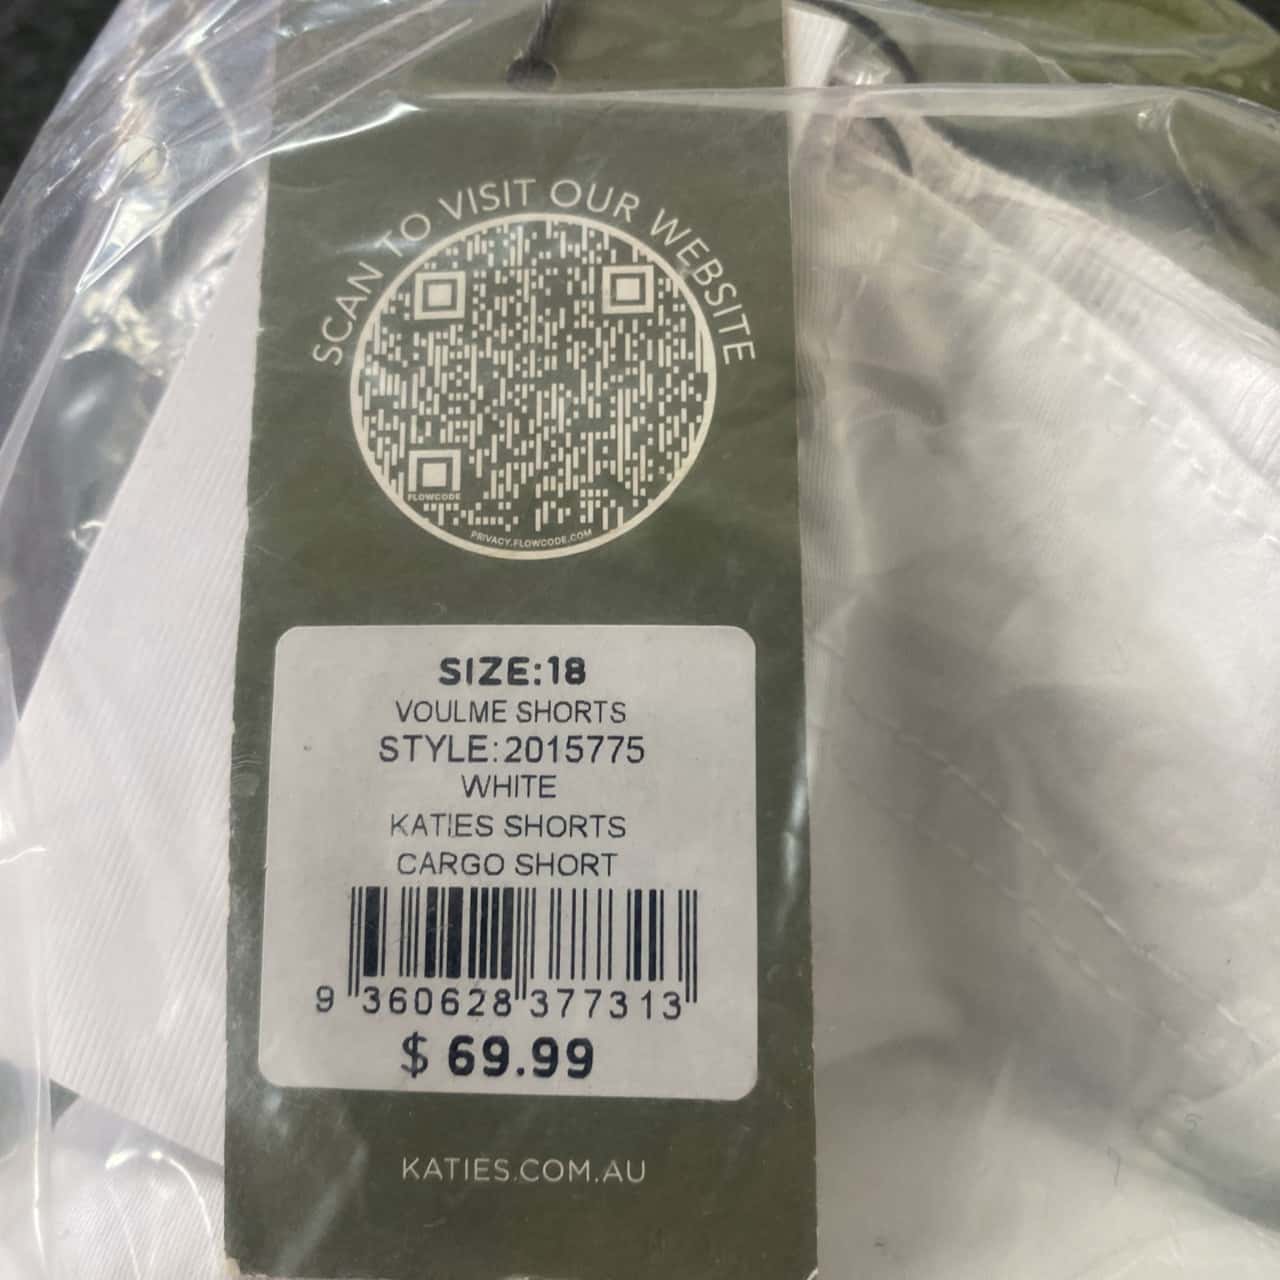 SCAN TO VISIT OUR WEBSITE
FLOWCODE
PRIVACY.FLOWCODE.COM
SIZE:18
VOULME SHORTS
STYLE:2015775
WHITE
KATIES SHORTS
CARGO SHORT
9 360628 377313
$ 69.99
KATIES.COM.AU